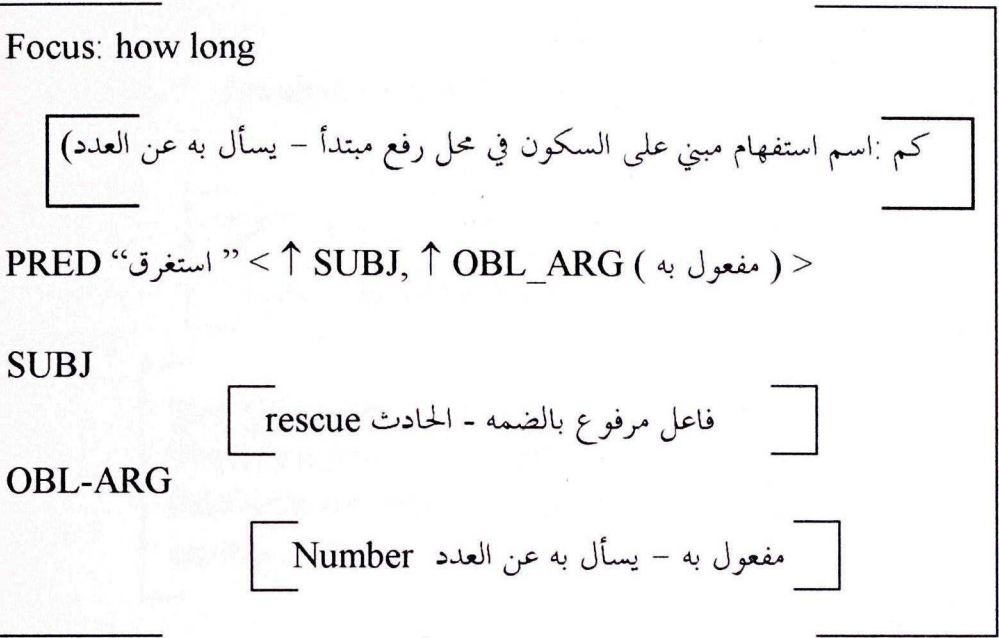 Focus: how long
كم :اسم استفهام مبني على السكون في محل رفع مبتدأ – يسأل به عن العدد)
PRED “استغرق” < ↑ SUBJ, ↑ OBL_ARG ( مفعول به ) >
SUBJ
فاعل مرفوع بالضمه - الحادث rescue
OBL-ARG
مفعول به – يسأل به عن العدد Number